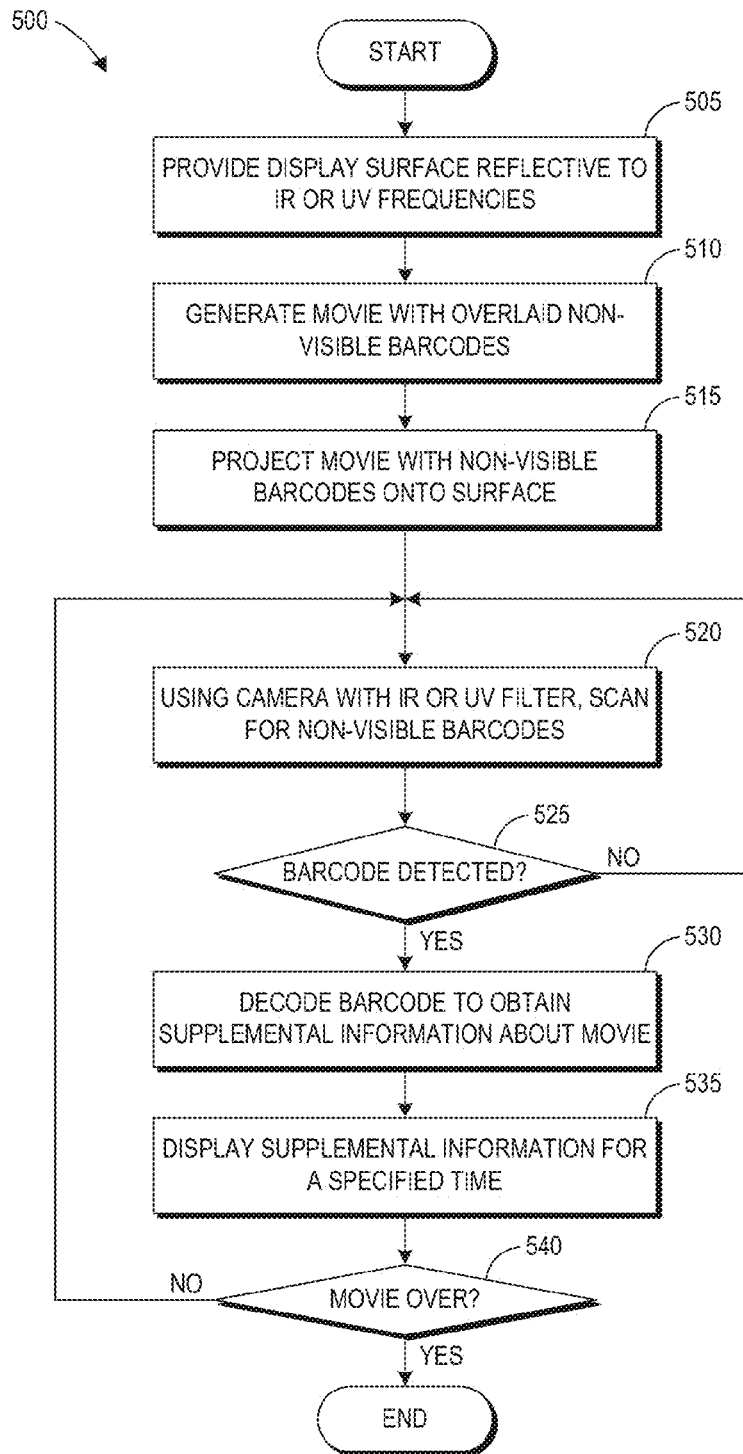 500
START
505
PROVIDE DISPLAY SURFACE REFLECTIVE TO
IR OR UV FREQUENCIES
510
GENERATE MOVIE WITH OVERLAID NON-
VISIBLE BARCODES
515
PROJECT MOVIE WITH NON-VISIBLE
BARCODES ONTO SURFACE
520
USING CAMERA WITH IR OR UV FILTER, SCAN
FOR NON-VISIBLE BARCODES
525
BARCODE DETECTED?
NO
YES
530
DECODE BARCODE TO OBTAIN
SUPPLEMENTAL INFORMATION ABOUT MOVIE
535
DISPLAY SUPPLEMENTAL INFORMATION FOR
A SPECIFIED TIME
540
NO
MOVIE OVER?
YES
END